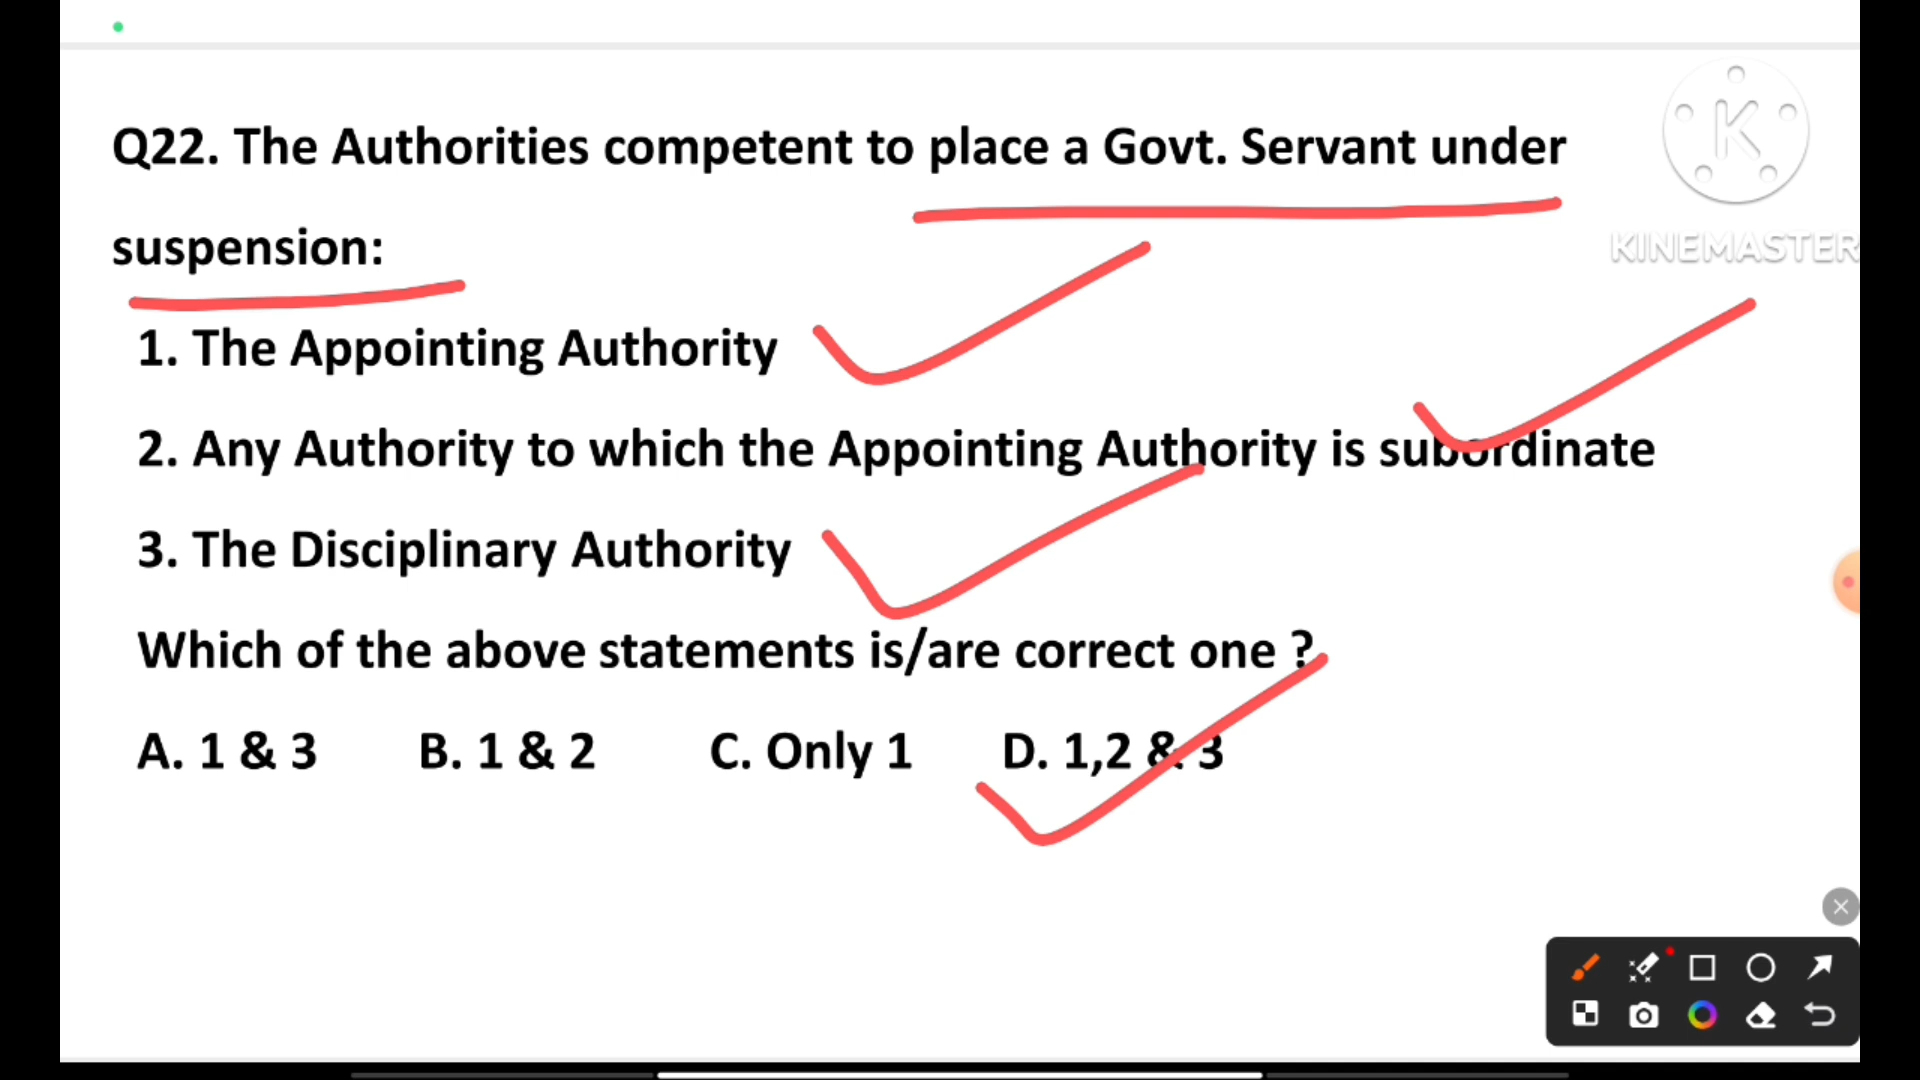 Q22. The Authorities competent to place a Govt. Servant under
suspension:
1. The Appointing Authority
2. Any Authority to which the Appointing Authority is subordinate
3. The Disciplinary Authority
Which of the above statements is/are correct one ?
A. 1 & 3 B. 1 & 2 C. Only 1 D. 1,2 & 3
K
KINEMASTER